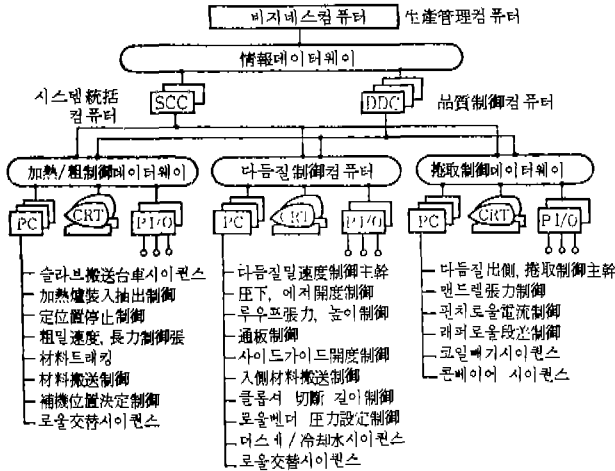 비지네스컴퓨터 生産管理컴퓨터
情報데이터웨이
시스템統括
컴퓨터
SCC
DDC
品質制御컴퓨터
加熱/粗制御데이터웨이
다듬질制御컴퓨터
捲取制御데이터웨이
PC CRT PI/O
PC CRT PI/O
PC CRT PI/O
슬라브搬送台車시이퀀스
加熱爐裝入抽出制御
定位置停止制御
粗밀速度, 長力制御張
材料트래킹
材料搬送制御
補機位置決定制御
로울交替시이퀀스
다듬질밀速度制御主幹
圧下, 에저開度制御
루우프張力, 높이制御
通板制御
사이드가이드開度制御
入側材料搬送制御
클롭셔 切断 길이制御
로울벤더 圧力設定制御
더스케/冷却水시이퀀스
로울交替시이퀀스
다듬질出側, 捲取制御主幹
맨드렐張力制御
핀치로울電流制御
래퍼로울段差制御
코일빼기시이퀀스
콘베이어 시이퀀스